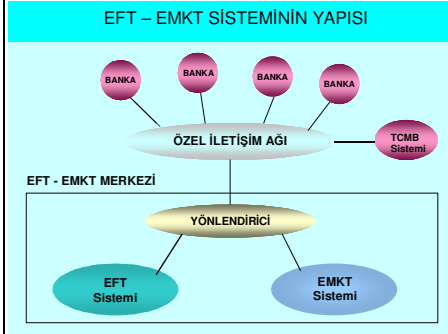 EFT – EMKT SİSTEMİNİN YAPISI
BANKA
BANKA
BANKA
BANKA
ÖZEL İLETİŞİM AĞI
TCMB
Sistemi
EFT - EMKT MERKEZİ
YÖNLENDİRİCİ
EFT
Sistemi
EMKT
Sistemi